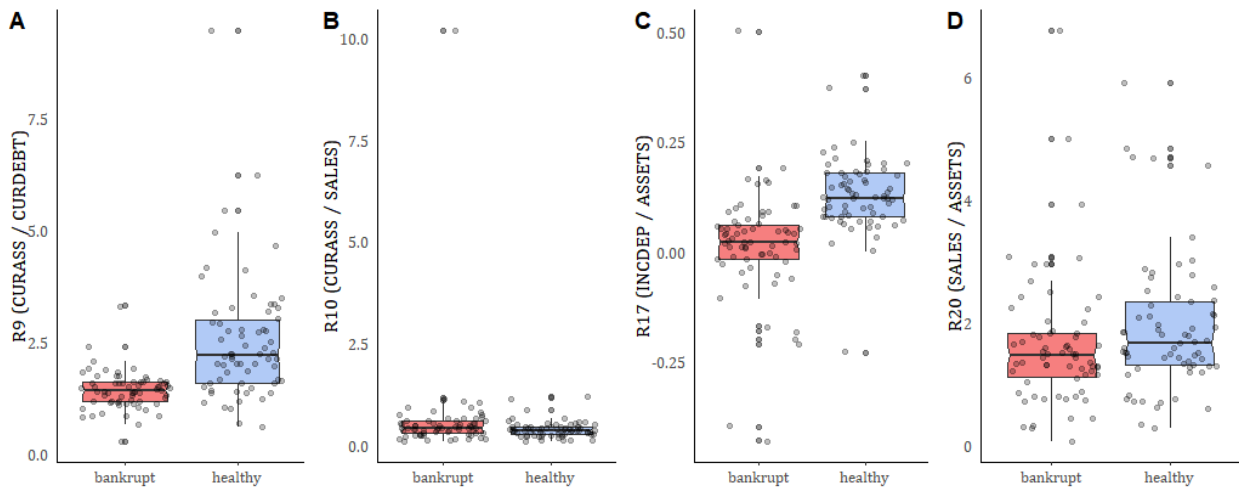 A
R9 (CURASS / CURDEBT)
7.5
5.0
2.5
0.0
bankrupt
healthy
B
R10 (CURASS / SALES)
10.0
7.5
5.0
2.5
0.0
bankrupt
healthy
C
R17 (INCDEP / ASSETS)
0.50
0.25
0.00
-0.25
bankrupt
healthy
D
R20 (SALES / ASSETS)
6
4
2
0
bankrupt
healthy